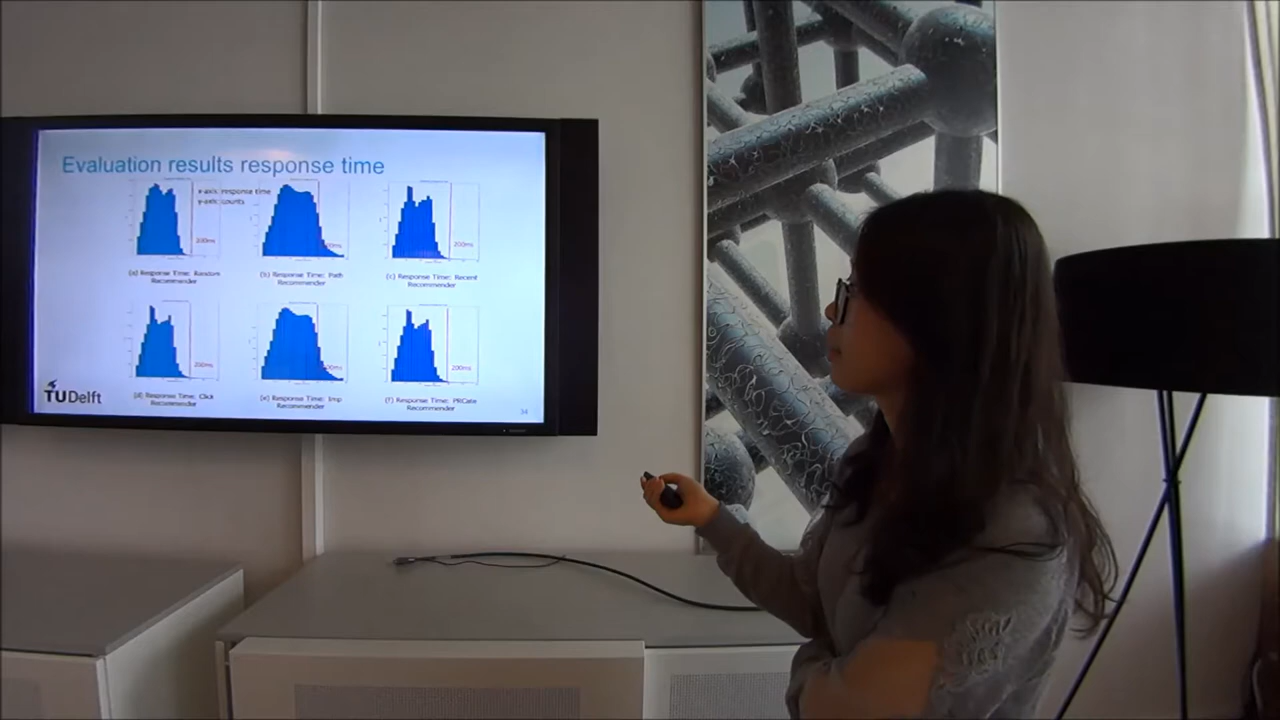 Evaluation results response time
x-axis: response time
y-axis: counts
200ms
200ms
(a) Response Time: Random
Recommender
(b) Response Time: Path
Recommender
(c) Response Time: Recent
Recommender
200ms
200ms
(d) Response Time: Click
Recommender
(e) Response Time: Imp
Recommender
(f) Response Time: PRCate
Recommender
TUDelft
34